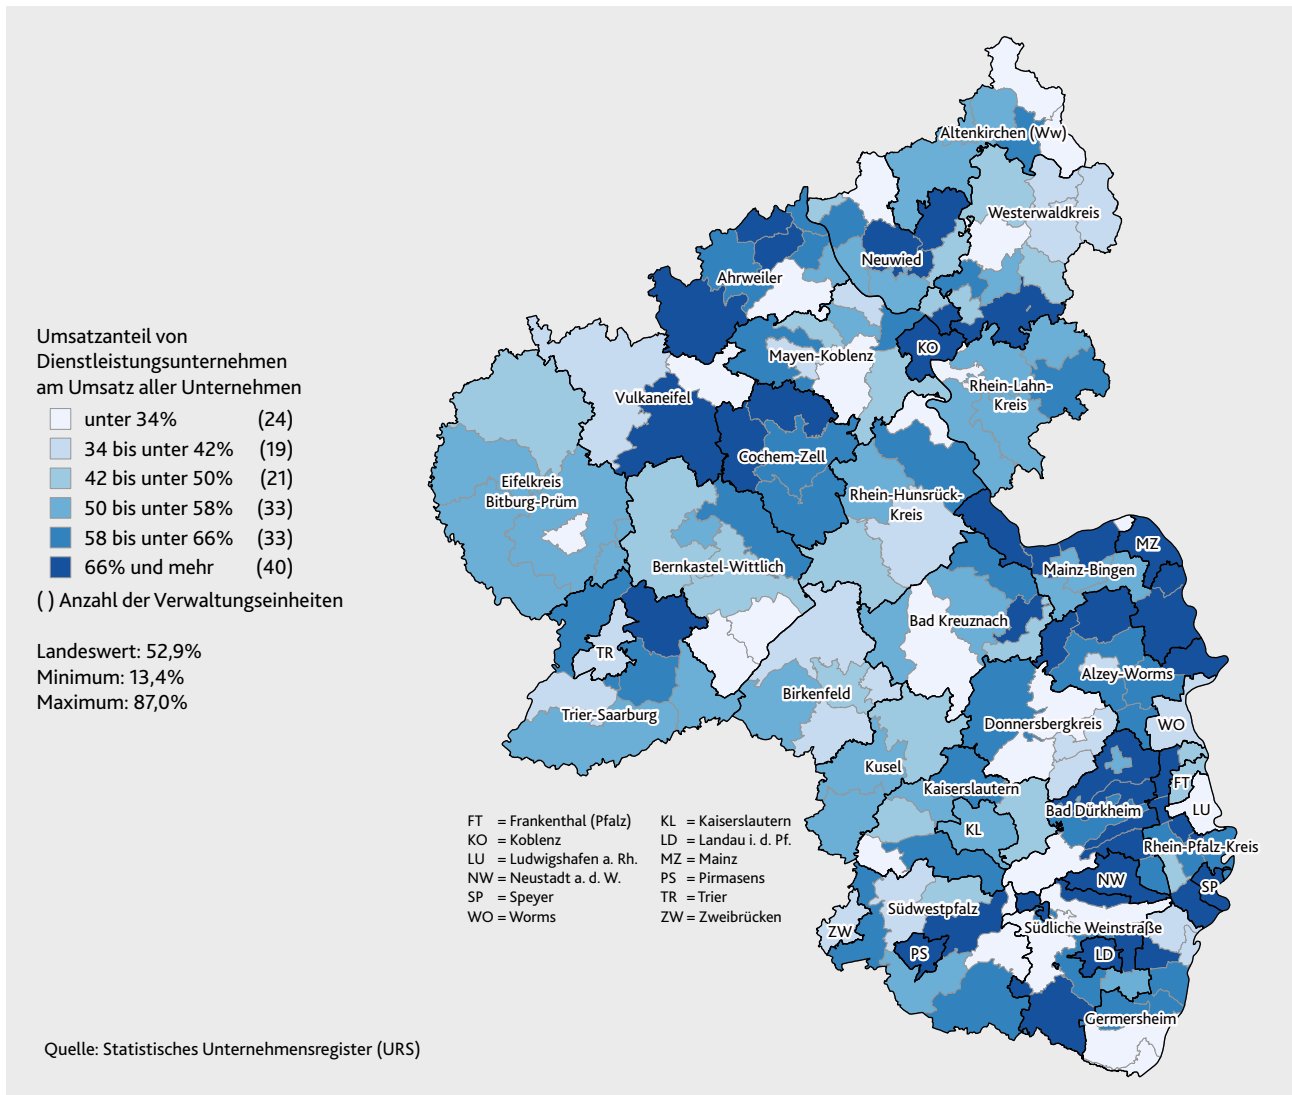 Altenkirchen (Ww)
Westerwaldkreis
Neuwied
Ahrweiler
KO
Mayen-Koblenz
Rhein-Lahn-
Kreis
Vulkaneifel
Cochem-Zell
Eifelkreis
Bitburg-Prüm
Rhein-Hunsrück-
Kreis
MZ
Mainz-Bingen
Bernkastel-Wittlich
Bad Kreuznach
TR
Alzey-Worms
Birkenfeld
Trier-Saarburg
Donnersbergkreis
WO
Kusel
FT
Kaiserslautern
LU
Bad Dürkheim
KL
Rhein-Pfalz-Kreis
NW
SP
Südwestpfalz
ZW
Südliche Weinstraße
PS
LD
Germersheim
Umsatzanteil von
Dienstleistungsunternehmen
am Umsatz aller Unternehmen
unter 34% (24)
34 bis unter 42% (19)
42 bis unter 50% (21)
50 bis unter 58% (33)
58 bis unter 66% (33)
66% und mehr (40)
( ) Anzahl der Verwaltungseinheiten
Landeswert: 52,9%
Minimum: 13,4%
Maximum: 87,0%
FT = Frankenthal (Pfalz) KL = Kaiserslautern
KO = Koblenz LD = Landau i. d. Pf.
LU = Ludwigshafen a. Rh. MZ = Mainz
NW = Neustadt a. d. W. PS = Pirmasens
SP = Speyer TR = Trier
WO = Worms ZW = Zweibrücken
Quelle: Statistisches Unternehmensregister (URS)